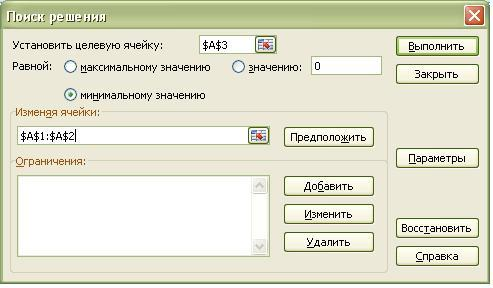 Поиск решения
Установить целевую ячейку: $A$3 Выполнить
Равной: максимальному значению значению: 0 Закрыть
минимальному значению
Изменяя ячейки:
$A$1:$A$2 Предположить
Ограничения: Параметры
Добавить
Изменить Восстановить
Удалить Справка